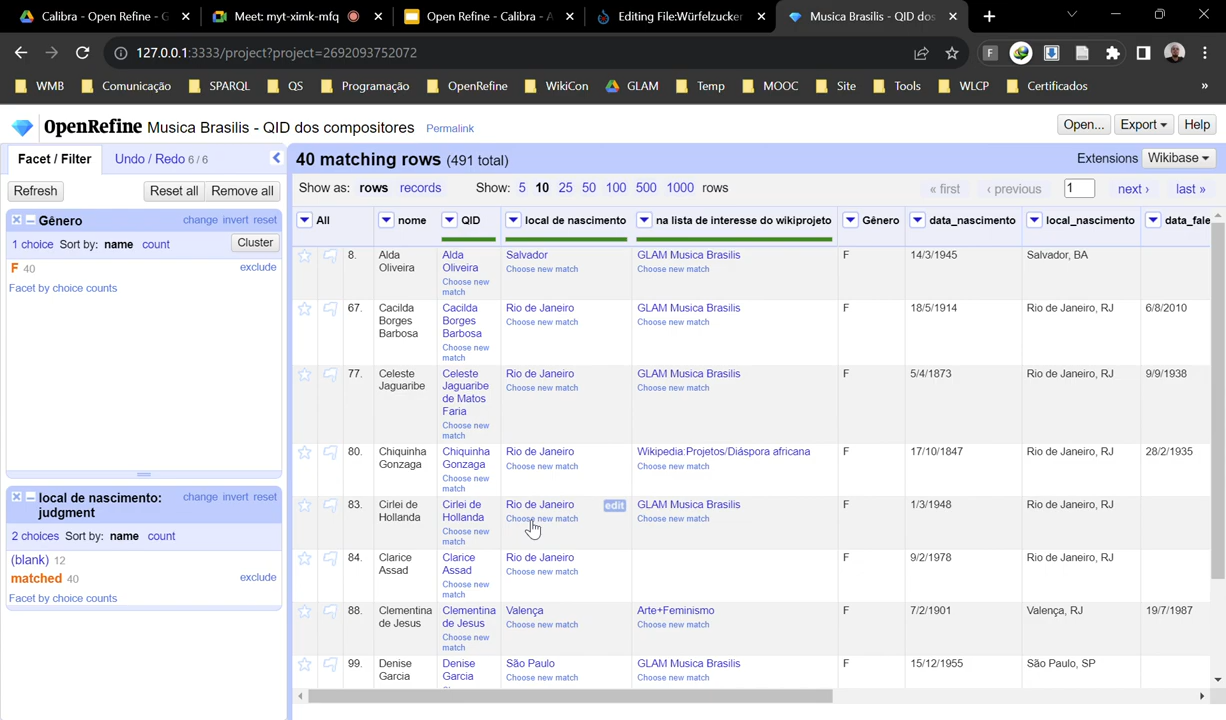 Calibra - Open Refine - G
Meet: myt-ximk-mfq
Open Refine - Calibra - A
Editing File:Würfelzucker
Musica Brasilis - QID dos
127.0.0.1:3333/project?project=2692093752072
F
WMB
Comunicação
SPARQL
QS
Programação
OpenRefine
WikiCon
GLAM
Temp
MOOC
Site
Tools
WLCP
Certificados
»
OpenRefine Musica Brasilis - QID dos compositores Permalink
Open... Export Help
Facet / Filter Undo / Redo 6 / 6
40 matching rows (491 total)
Extensions Wikibase
Refresh Reset all Remove all
Show as: rows records Show: 5 10 25 50 100 500 1000 rows
« first ‹ previous 1 next › last »
Gênero change invert reset
1 choice Sort by: name count Cluster
F 40 exclude
Facet by choice counts
local de nascimento: judgment change invert reset
2 choices Sort by: name count
(blank) 12
matched 40 exclude
Facet by choice counts
All nome QID local de nascimento na lista de interesse do wikiprojeto Gênero data_nascimento local_nascimento data_fale
8. Alda Oliveira Alda Oliveira Choose new match Salvador Choose new match GLAM Musica Brasilis Choose new match F 14/3/1945 Salvador, BA
67. Cacilda Borges Barbosa Cacilda Borges Barbosa Choose new match Rio de Janeiro Choose new match GLAM Musica Brasilis Choose new match F 18/5/1914 Rio de Janeiro, RJ 6/8/2010
77. Celeste Jaguaribe Celeste Jaguaribe de Matos Faria Choose new match Rio de Janeiro Choose new match GLAM Musica Brasilis Choose new match F 5/4/1873 Rio de Janeiro, RJ 9/9/1938
80. Chiquinha Gonzaga Chiquinha Gonzaga Choose new match Rio de Janeiro Choose new match Wikipedia:Projetos/Diáspora africana Choose new match F 17/10/1847 Rio de Janeiro, RJ 28/2/1935
83. Cirlei de Hollanda Cirlei de Hollanda Choose new match Rio de Janeiro edit Choose new match GLAM Musica Brasilis Choose new match F 1/3/1948 Rio de Janeiro, RJ
84. Clarice Assad Clarice Assad Choose new match Rio de Janeiro Choose new match F 9/2/1978 Rio de Janeiro, RJ
88. Clementina de Jesus Clementina de Jesus Choose new match Valença Choose new match Arte+Feminismo Choose new match F 7/2/1901 Valença, RJ 19/7/1987
99. Denise Garcia Denise Garcia São Paulo Choose new match GLAM Musica Brasilis Choose new match F 15/12/1955 São Paulo, SP